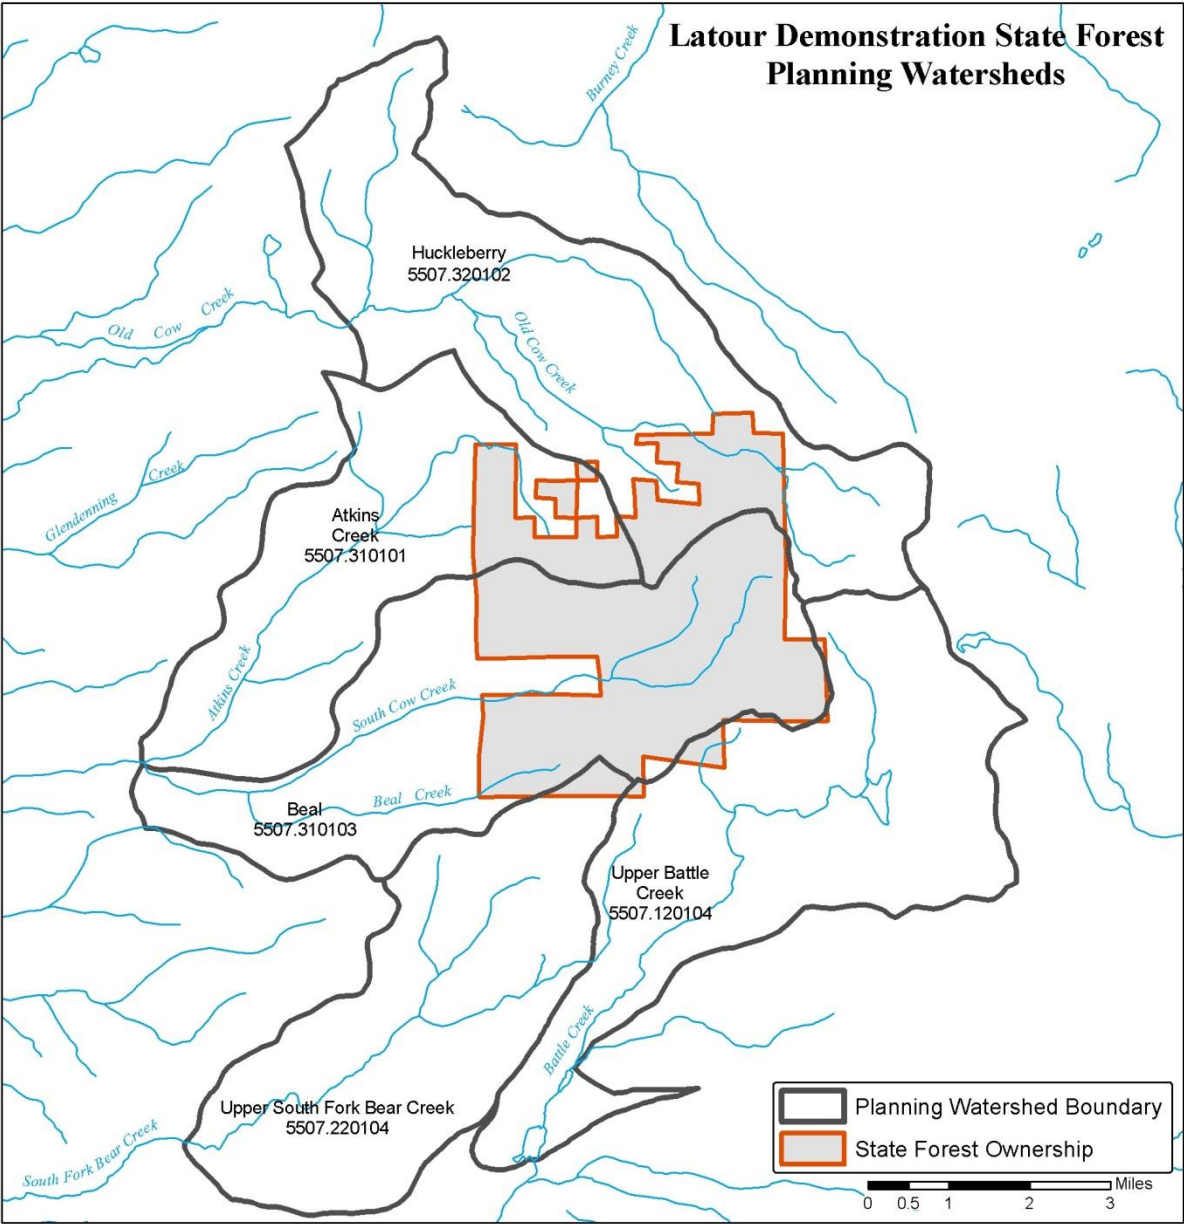 Latour Demonstration State Forest
Planning Watersheds
Burney Creek
Huckleberry
5507.320102
Old Cow Creek
Old Cow Creek
Glendenning Creek
Atkins
Creek
5507.310101
Atkins Creek
South Cow Creek
Beal Creek
Beal
5507.310103
Upper Battle
Creek
5507.120104
Battle Creek
Upper South Fork Bear Creek
5507.220104
South Fork Bear Creek
Planning Watershed Boundary
State Forest Ownership
Miles
0 0.5 1 2 3